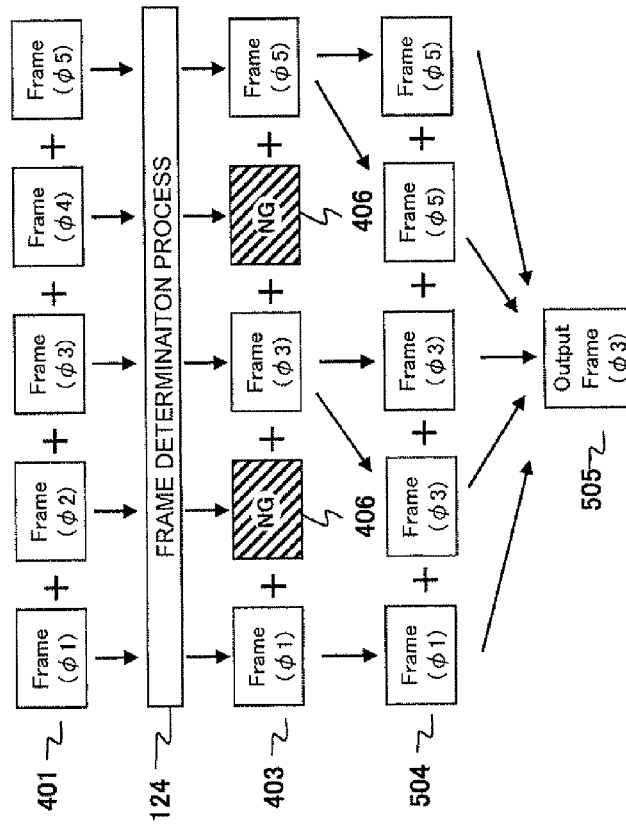 401
Frame
(φ1)
+
Frame
(φ2)
+
Frame
(φ3)
+
Frame
(φ4)
+
Frame
(φ5)
124
FRAME DETERMINAITON PROCESS
403
Frame
(φ1)
+
NG
+
Frame
(φ3)
+
NG
+
Frame
(φ5)
406
406
504
Frame
(φ1)
+
Frame
(φ3)
+
Frame
(φ3)
+
Frame
(φ5)
+
Frame
(φ5)
505
Output
Frame
(φ3)